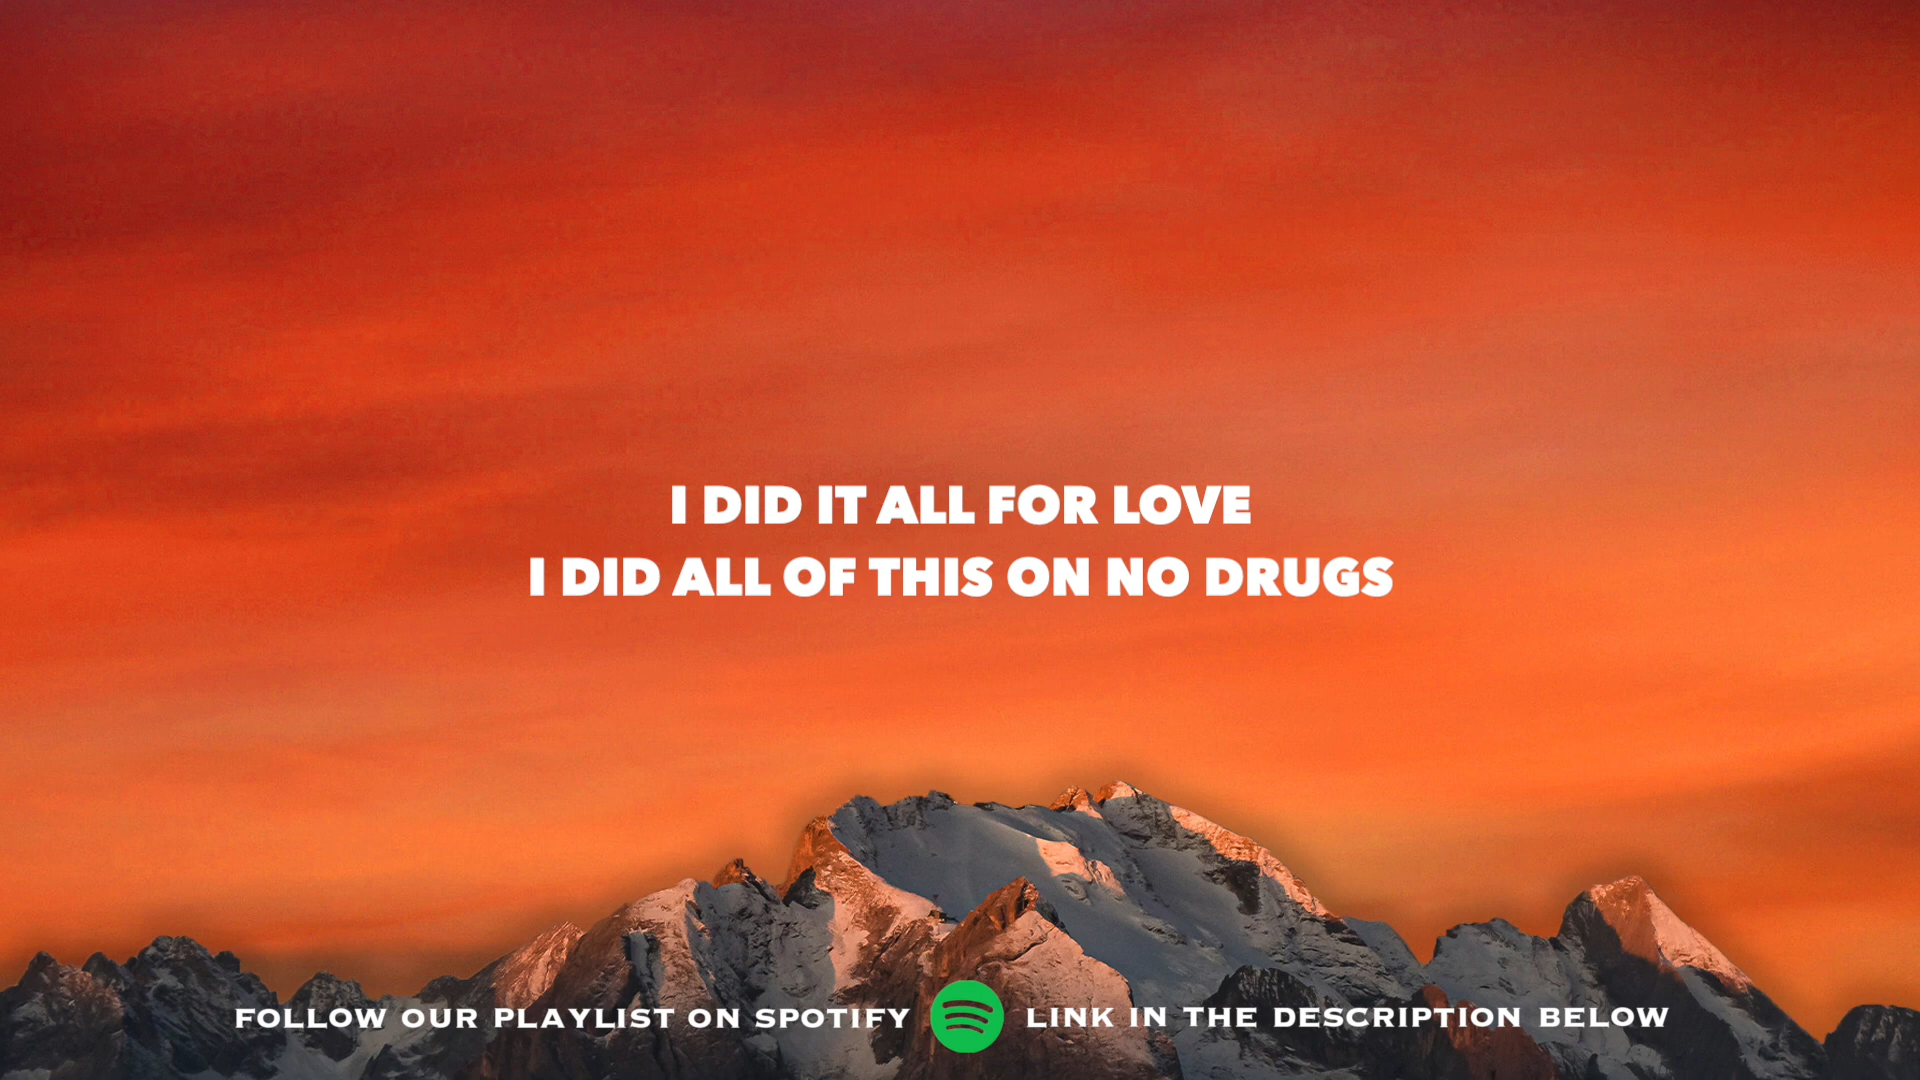 I DID IT ALL FOR LOVE
I DID ALL OF THIS ON NO DRUGS
FOLLOW OUR PLAYLIST ON SPOTIFY LINK IN THE DESCRIPTION BELOW